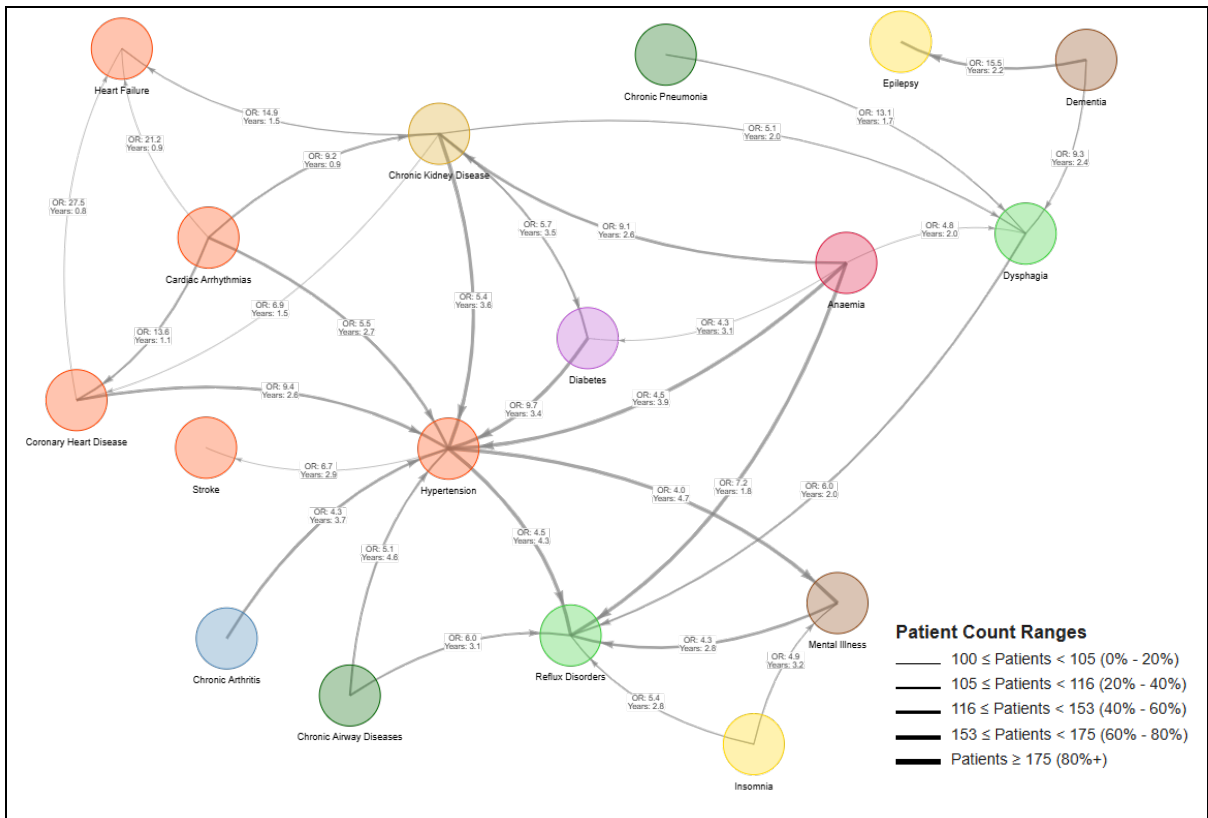 Heart Failure
Chronic Pneumonia
Epilepsy
Dementia
OR: 15.5
Years: 2.2
OR: 14.9
Years: 1.5
OR: 13.1
Years: 1.7
OR: 21.2
Years: 0.9
OR: 9.2
Years: 0.9
Chronic Kidney Disease
OR: 5.1
Years: 2.0
OR: 9.3
Years: 2.4
OR: 27.5
Years: 0.8
Cardiac Arrhythmias
OR: 5.7
Years: 3.5
OR: 9.1
Years: 2.6
OR: 4.8
Years: 2.0
Dysphagia
Anaemia
OR: 6.9
Years: 1.5
OR: 5.4
Years: 3.6
OR: 13.6
Years: 1.1
OR: 5.5
Years: 2.7
OR: 4.3
Years: 3.1
Diabetes
OR: 9.4
Years: 2.6
OR: 9.7
Years: 3.4
OR: 4.5
Years: 3.9
Coronary Heart Disease
Stroke
OR: 6.7
Years: 2.9
Hypertension
OR: 7.2
Years: 1.8
OR: 4.0
Years: 4.7
OR: 6.0
Years: 2.0
OR: 4.3
Years: 3.7
OR: 4.5
Years: 4.3
OR: 5.1
Years: 4.6
Chronic Arthritis
OR: 6.0
Years: 3.1
Reflux Disorders
OR: 4.3
Years: 2.8
Mental Illness
OR: 4.9
Years: 3.2
OR: 5.4
Years: 2.8
Chronic Airway Diseases
Insomnia
Patient Count Ranges
100 ≤ Patients < 105 (0% - 20%)
105 ≤ Patients < 116 (20% - 40%)
116 ≤ Patients < 153 (40% - 60%)
153 ≤ Patients < 175 (60% - 80%)
Patients ≥ 175 (80%+)